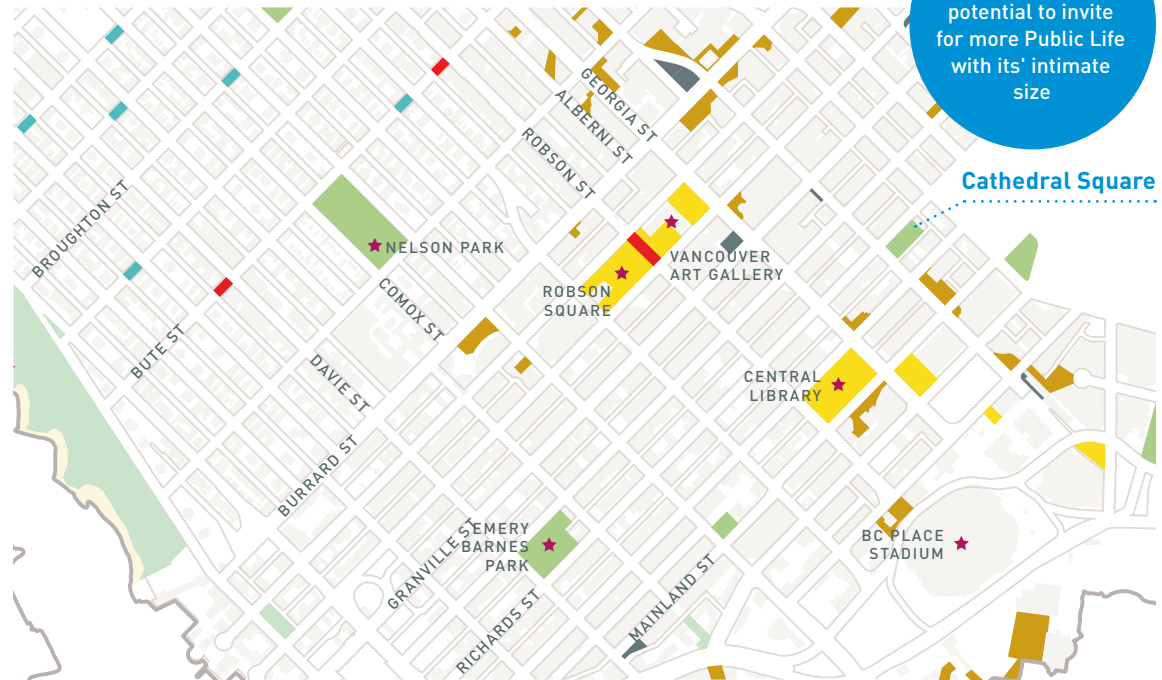 potential to invite
for more Public Life
with its' intimate
size
Cathedral Square
GEORGIA ST
ALBERNI ST
ROBSON ST
BROUGHTON ST
NELSON PARK
VANCOUVER
ART GALLERY
ROBSON
SQUARE
COMOX ST
BUTE ST
DAVIE ST
CENTRAL
LIBRARY
BURRARD ST
GRANVILLE ST
EMERY
BARNES
PARK
BC PLACE
STADIUM
MAINLAND ST
RICHARDS ST